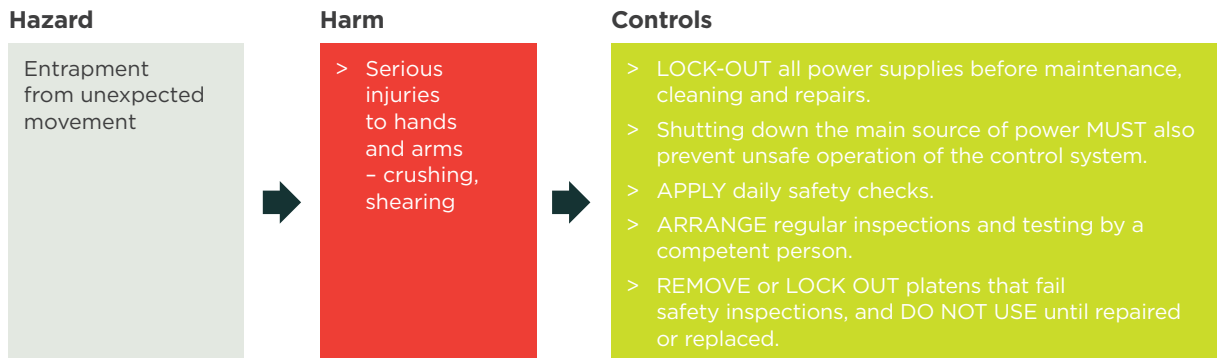 Hazard
Entrapment
from unexpected
movement
Harm
> Serious
injuries
to hands
and arms
– crushing,
shearing
Controls
> LOCK-OUT all power supplies before maintenance,
cleaning and repairs.
> Shutting down the main source of power MUST also
prevent unsafe operation of the control system.
> APPLY daily safety checks.
> ARRANGE regular inspections and testing by a
competent person.
> REMOVE or LOCK OUT platens that fail
safety inspections, and DO NOT USE until repaired
or replaced.